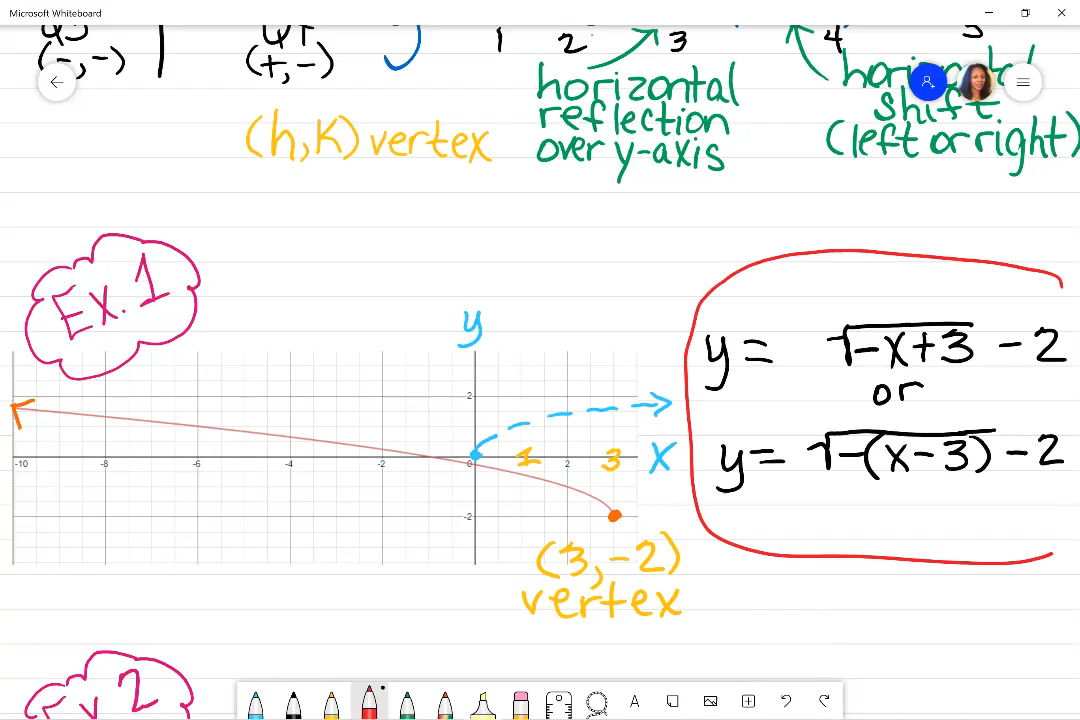 Microsoft Whiteboard
(-,-)
(+,-)
1 2 3 4
horizontal
reflection
over y-axis
horizontal
shift
(left or right)
(h,k) vertex
Ex. 1
y
2
-10 -8 -6 -4 -2 0 1 2 3 x
-2
(3,-2)
vertex
y = √-x+3 - 2
or
y = √-(x-3) - 2
Ex 2
A